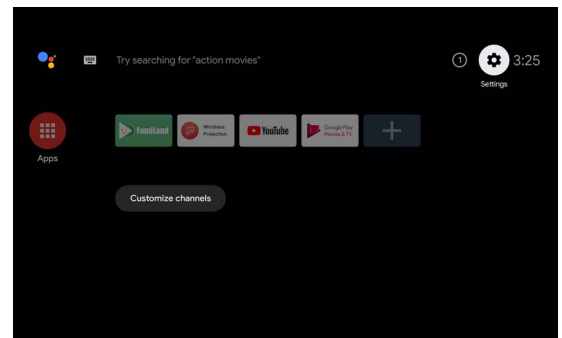 Try searching for "action movies"
1
3:25
Settings
FamiLand
Wireless
Projection
YouTube
Google Play
Movies & TV
Apps
Customize channels